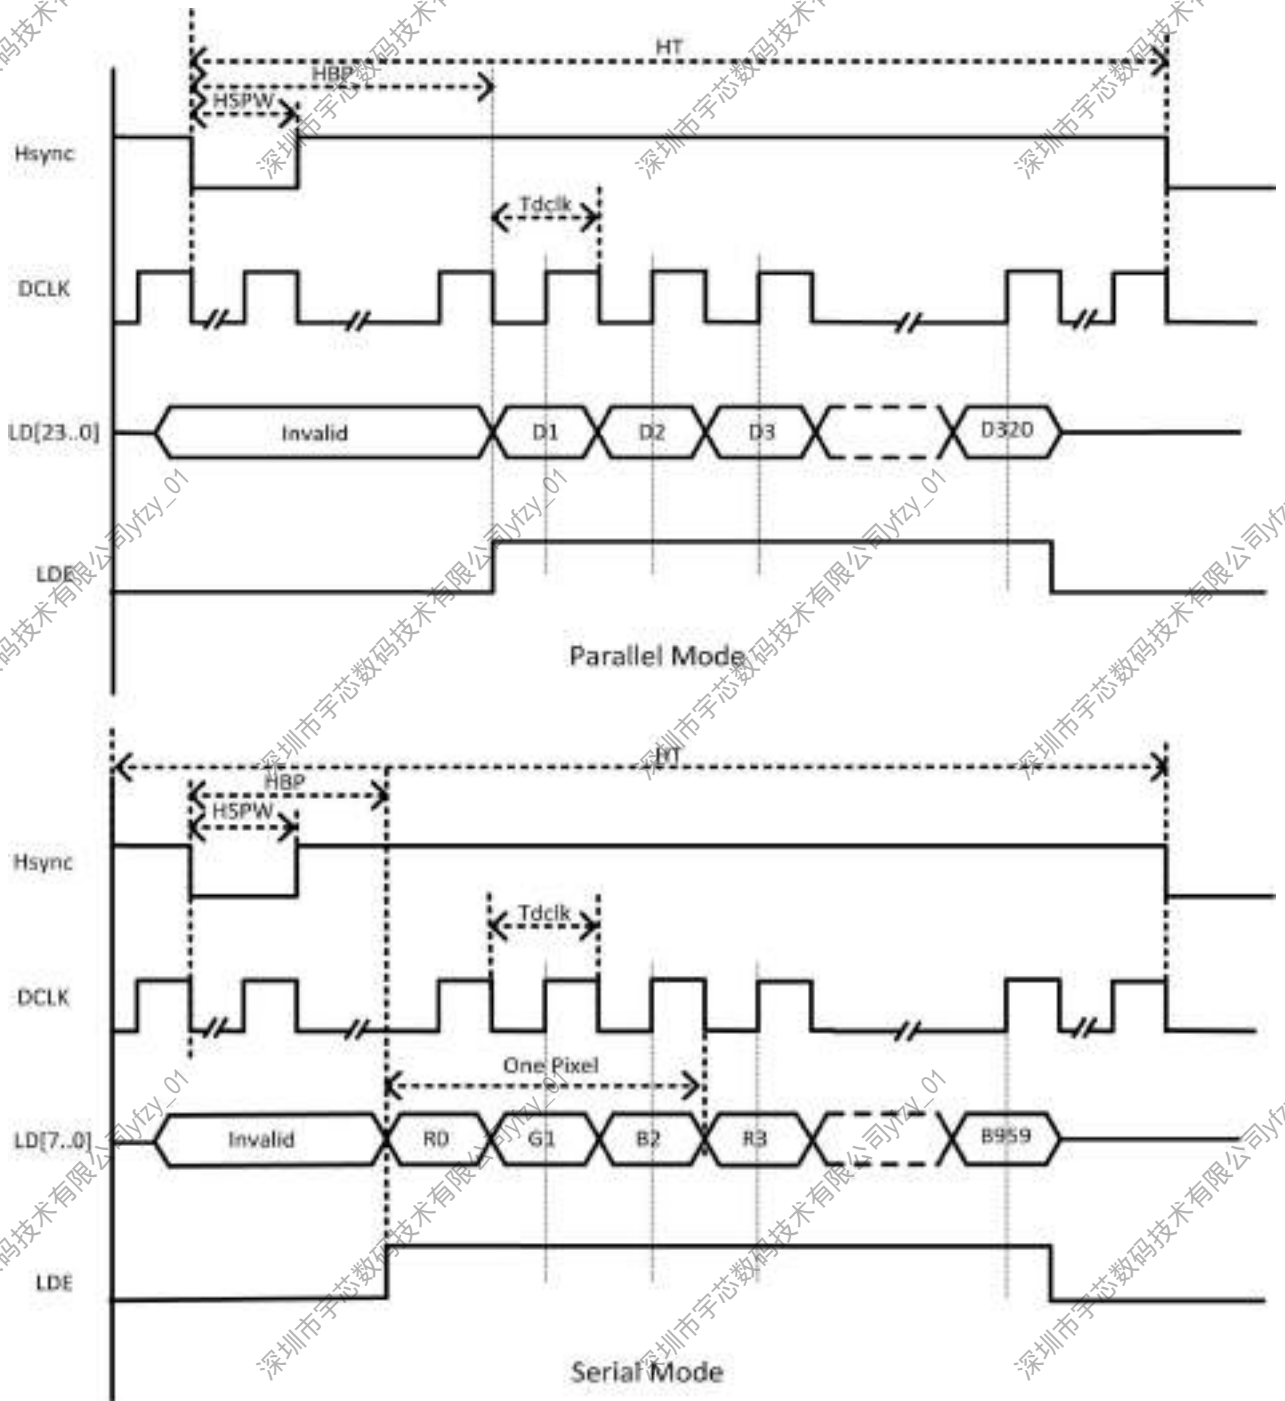 HT
HBP
HSPW
Hsync
Tdclk
DCLK
LD[23..0]
Invalid
D1
D2
D3
D320
LDE
Parallel Mode
HT
HBP
HSPW
Hsync
Tdclk
DCLK
One Pixel
LD[7..0]
Invalid
R0
G1
B2
R3
B959
LDE
Serial Mode
深圳市宇芯数码技术有限公司yfzy_01